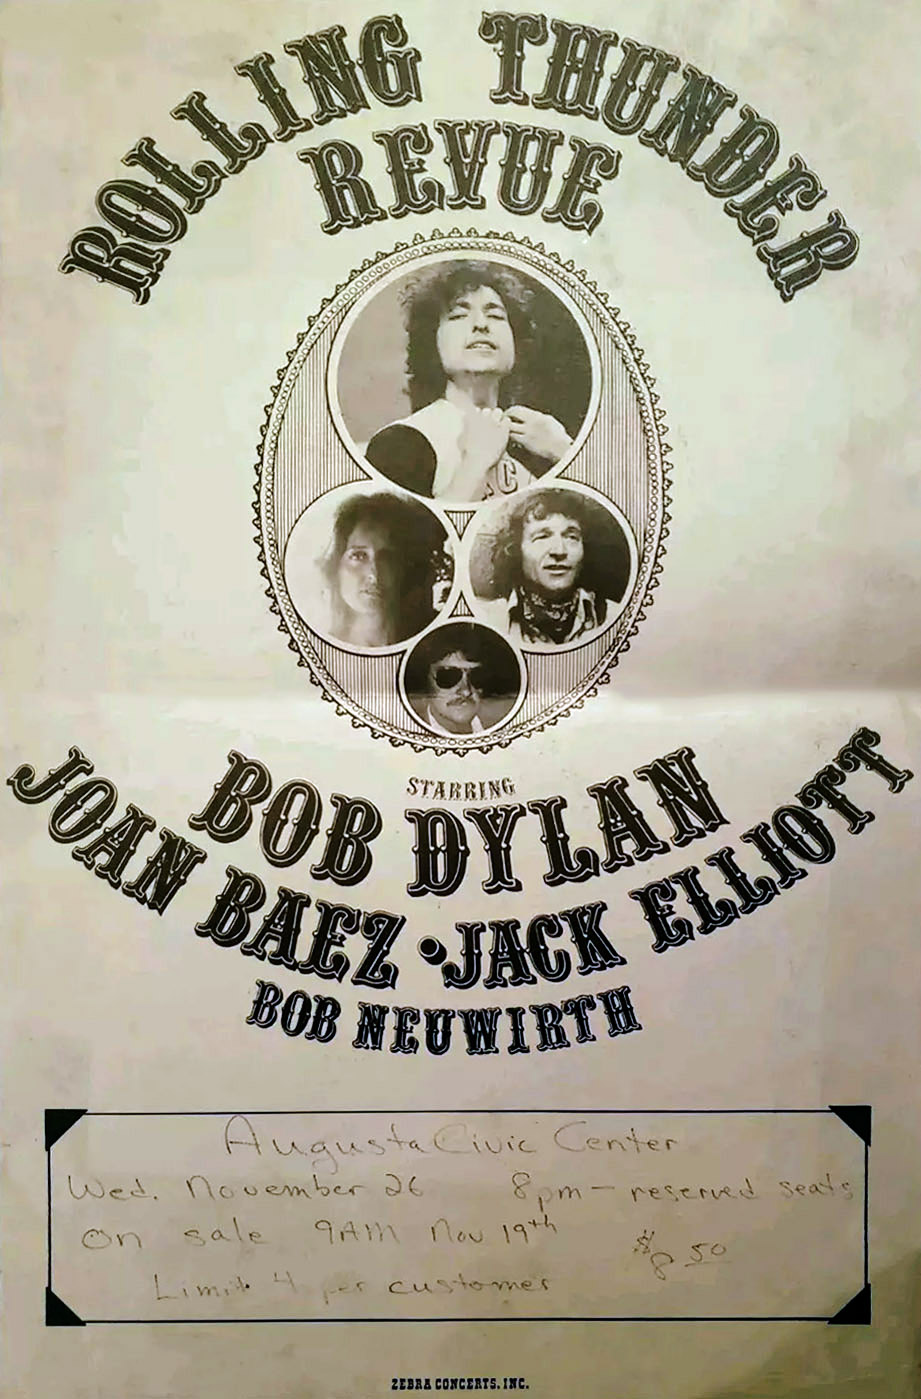 ROLLING THUNDER
REVUE
STARRING
BOB DYLAN
JOAN BAEZ • JACK ELLIOTT
BOB NEUWIRTH
Augusta Civic Center
Wed. November 26 8pm – reserved seats
On sale 9AM Nov 19th $8.50
Limit 4 per customer
ZEBRA CONCERTS, INC.